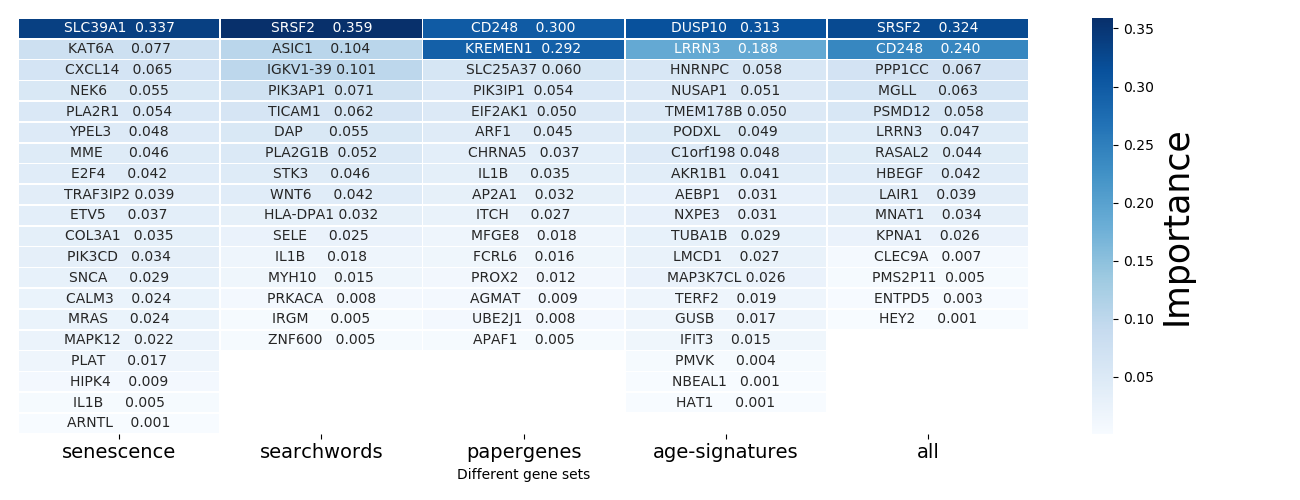 SLC39A1 0.337 SRSF2 0.359 CD248 0.300 DUSP10 0.313 SRSF2 0.324
KAT6A 0.077 ASIC1 0.104 KREMEN1 0.292 LRRN3 0.188 CD248 0.240
CXCL14 0.065 IGKV1-39 0.101 SLC25A37 0.060 HNRNPC 0.058 PPP1CC 0.067
NEK6 0.055 PIK3AP1 0.071 PIK3IP1 0.054 NUSAP1 0.051 MGLL 0.063
PLA2R1 0.054 TICAM1 0.062 EIF2AK1 0.050 TMEM178B 0.050 PSMD12 0.058
YPEL3 0.048 DAP 0.055 ARF1 0.045 PODXL 0.049 LRRN3 0.047
MME 0.046 PLA2G1B 0.052 CHRNA5 0.037 C1orf198 0.048 RASAL2 0.044
E2F4 0.042 STK3 0.046 IL1B 0.035 AKR1B1 0.041 HBEGF 0.042
TRAF3IP2 0.039 WNT6 0.042 AP2A1 0.032 AEBP1 0.031 LAIR1 0.039
ETV5 0.037 HLA-DPA1 0.032 ITCH 0.027 NXPE3 0.031 MNAT1 0.034
COL3A1 0.035 SELE 0.025 MFGE8 0.018 TUBA1B 0.029 KPNA1 0.026
PIK3CD 0.034 IL1B 0.018 FCRL6 0.016 LMCD1 0.027 CLEC9A 0.007
SNCA 0.029 MYH10 0.015 PROX2 0.012 MAP3K7CL 0.026 PMS2P11 0.005
CALM3 0.024 PRKACA 0.008 AGMAT 0.009 TERF2 0.019 ENTPD5 0.003
MRAS 0.024 IRGM 0.005 UBE2J1 0.008 GUSB 0.017 HEY2 0.001
MAPK12 0.022 ZNF600 0.005 APAF1 0.005 IFIT3 0.015
PLAT 0.017 PMVK 0.004
HIPK4 0.009 NBEAL1 0.001
IL1B 0.005 HAT1 0.001
ARNTL 0.001
senescence searchwords papergenes age-signatures all
Different gene sets
0.35
0.30
0.25
0.20
0.15
0.10
0.05
Importance